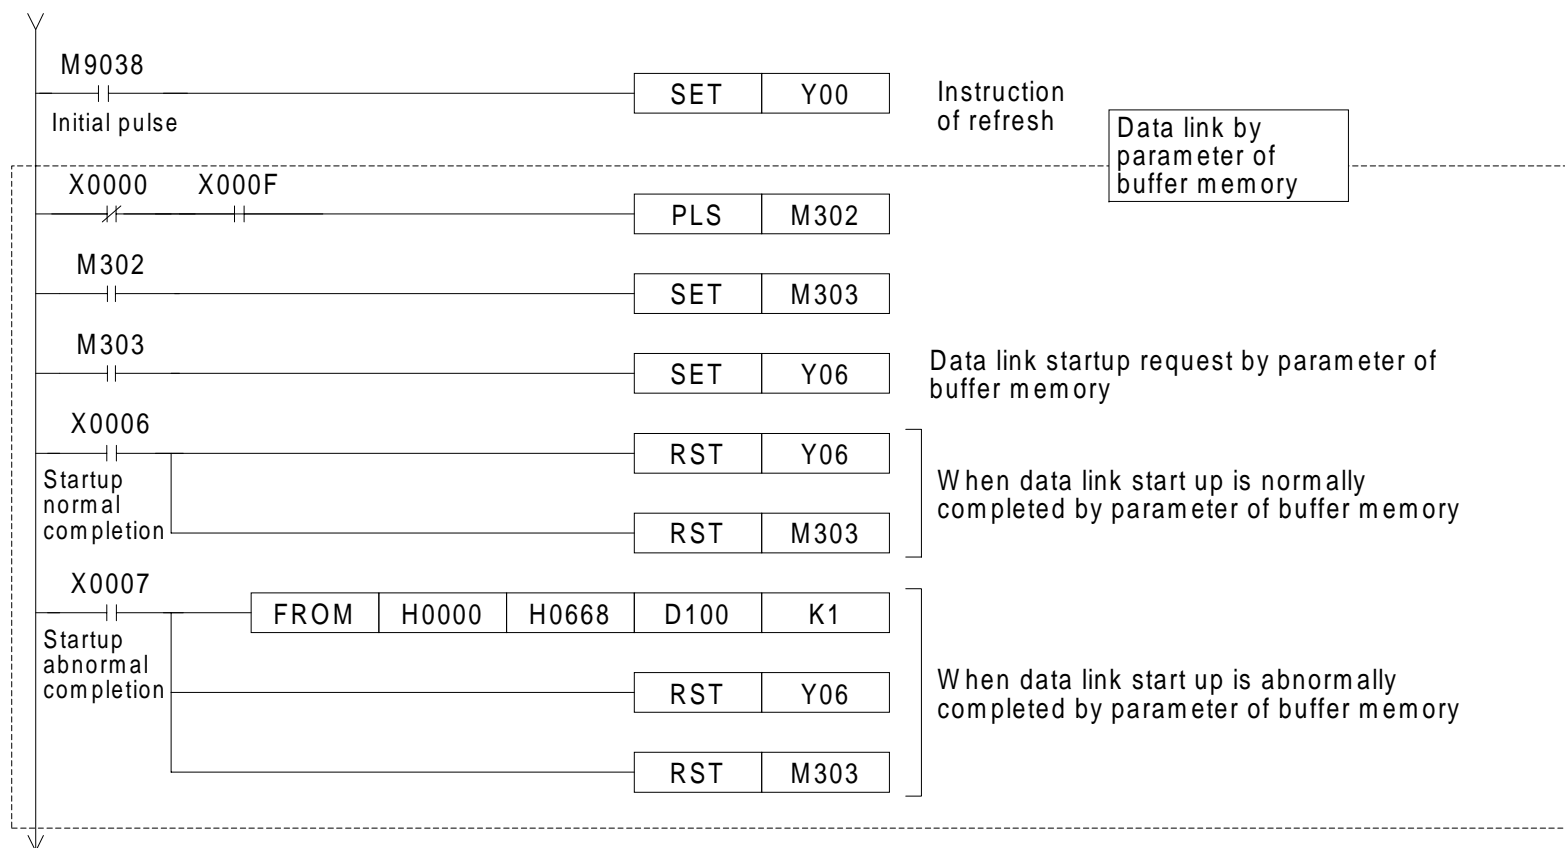 M9038
SET Y00
Initial pulse
Instruction
of refresh
Data link by
parameter of
buffer memory
X0000 X000F
PLS M302
M302
SET M303
M303
SET Y06
Data link startup request by parameter of
buffer memory
X0006
RST Y06
Startup
normal
completion
RST M303
When data link start up is normally
completed by parameter of buffer memory
X0007
FROM H0000 H0668 D100 K1
Startup
abnormal
completion
RST Y06
RST M303
When data link start up is abnormally
completed by parameter of buffer memory